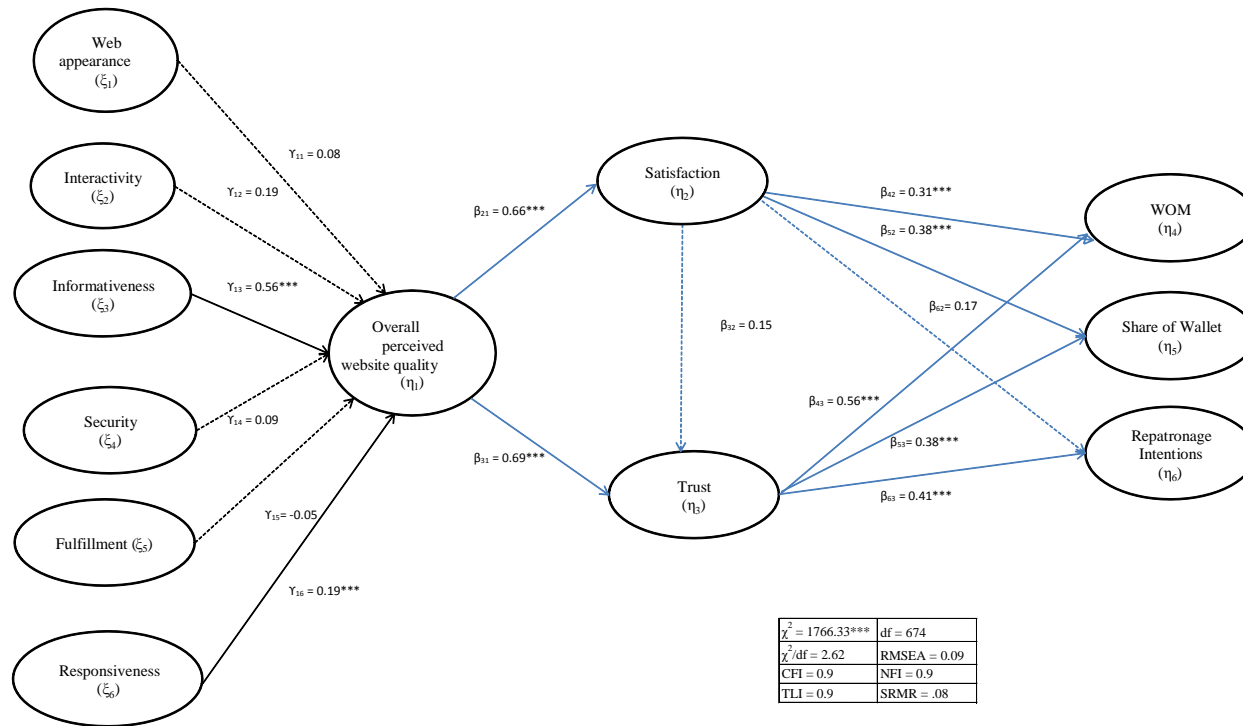 Web
appearance
(ξ₁)
ϒ₁₁ = 0.08
Interactivity
(ξ₂)
ϒ₁₂ = 0.19
Informativeness
(ξ₃)
ϒ₁₃ = 0.56***
Security
(ξ₄)
ϒ₁₄ = 0.09
Fulfillment (ξ₅)
ϒ₁₅= -0.05
Responsiveness
(ξ₆)
ϒ₁₆ = 0.19***
Overall
perceived
website quality
(η₁)
β₂₁ = 0.66***
β₃₁ = 0.69***
Satisfaction
(η₂)
β₃₂ = 0.15
Trust
(η₃)
β₄₂ = 0.31***
β₅₂ = 0.38***
β₆₂= 0.17
β₄₃ = 0.56***
β₅₃ = 0.38***
β₆₃ = 0.41***
WOM
(η₄)
Share of Wallet
(η₅)
Repatronage
Intentions
(η₆)
χ² = 1766.33*** df = 674
χ²/df = 2.62 RMSEA = 0.09
CFI = 0.9 NFI = 0.9
TLI = 0.9 SRMR = .08